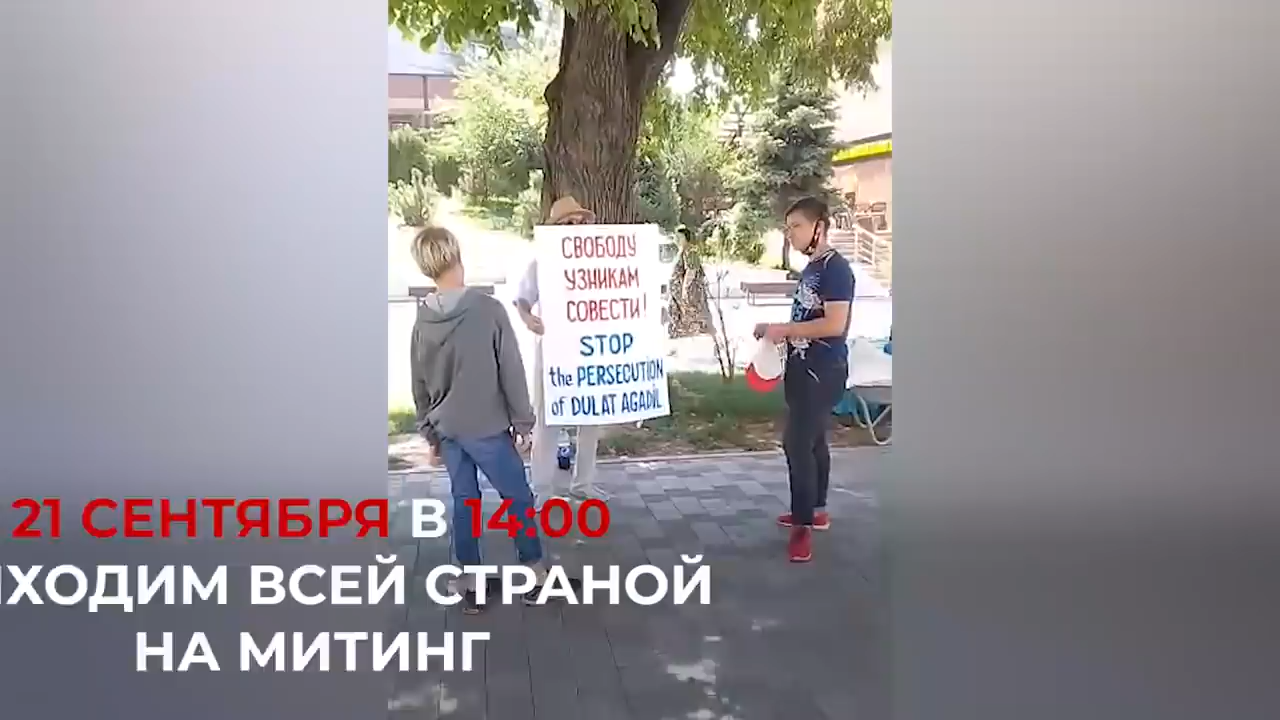 СВОБОДУ
УЗНИКАМ
СОВЕСТИ!
STOP
the PERSECUTION
of DULAT AGADIL
21 СЕНТЯБРЯ В 14:00
ХОДИМ ВСЕЙ СТРАНОЙ
НА МИТИНГ